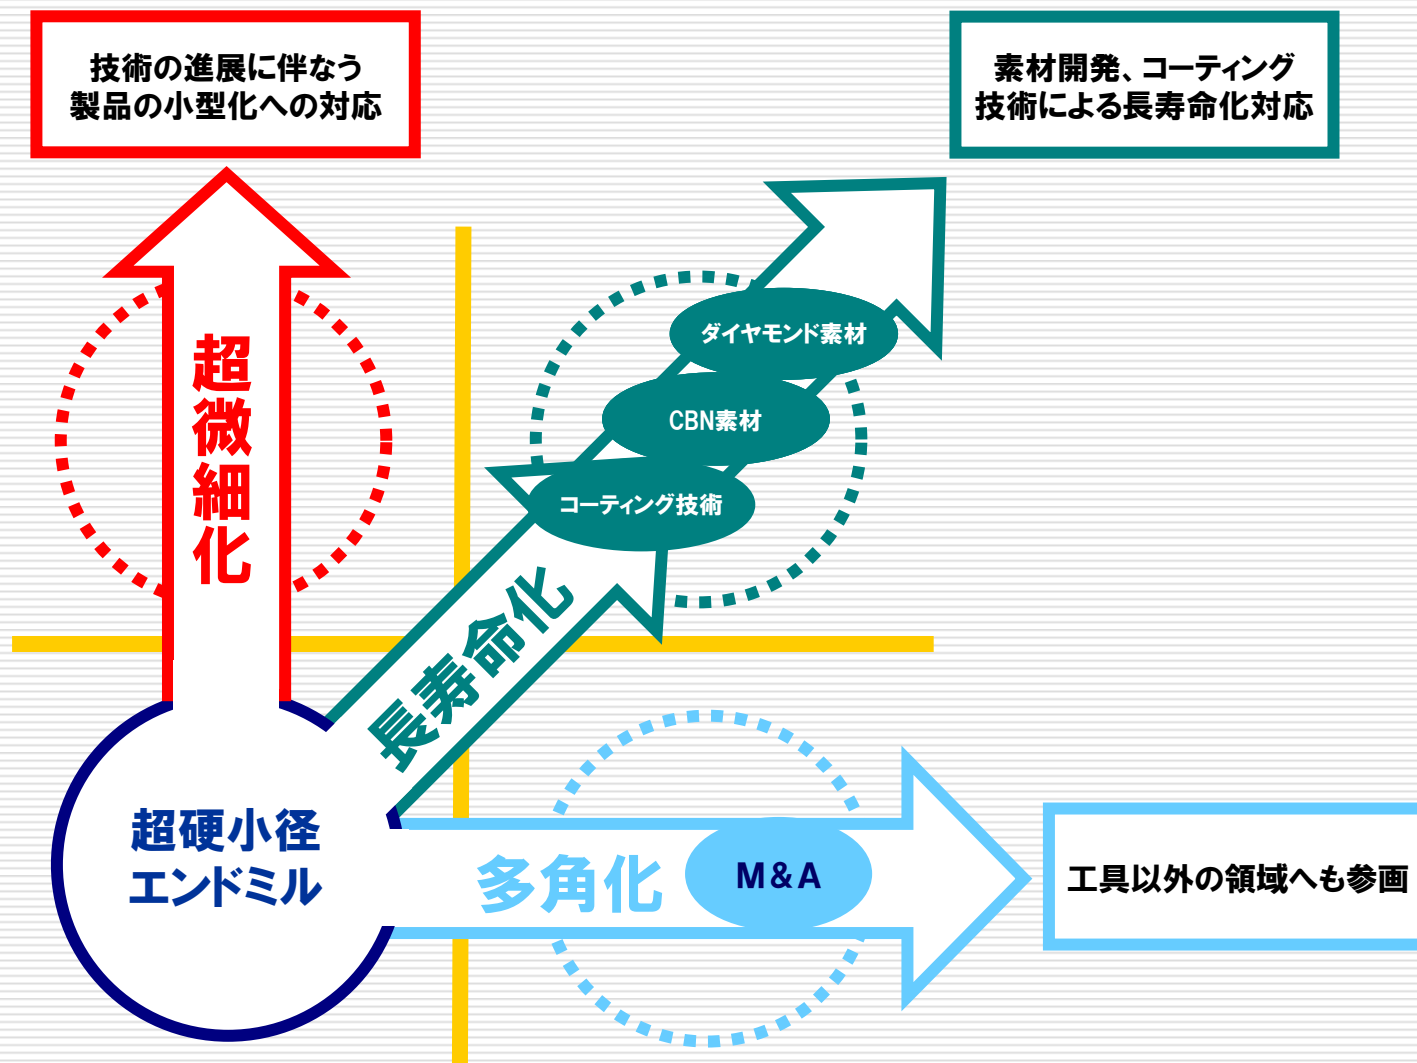 技術の進展に伴なう
製品の小型化への対応
素材開発、コーティング
技術による長寿命化対応
超微細化
ダイヤモンド素材
CBN素材
コーティング技術
長寿命化
超硬小径
エンドミル
多角化
M&A
工具以外の領域へも参画